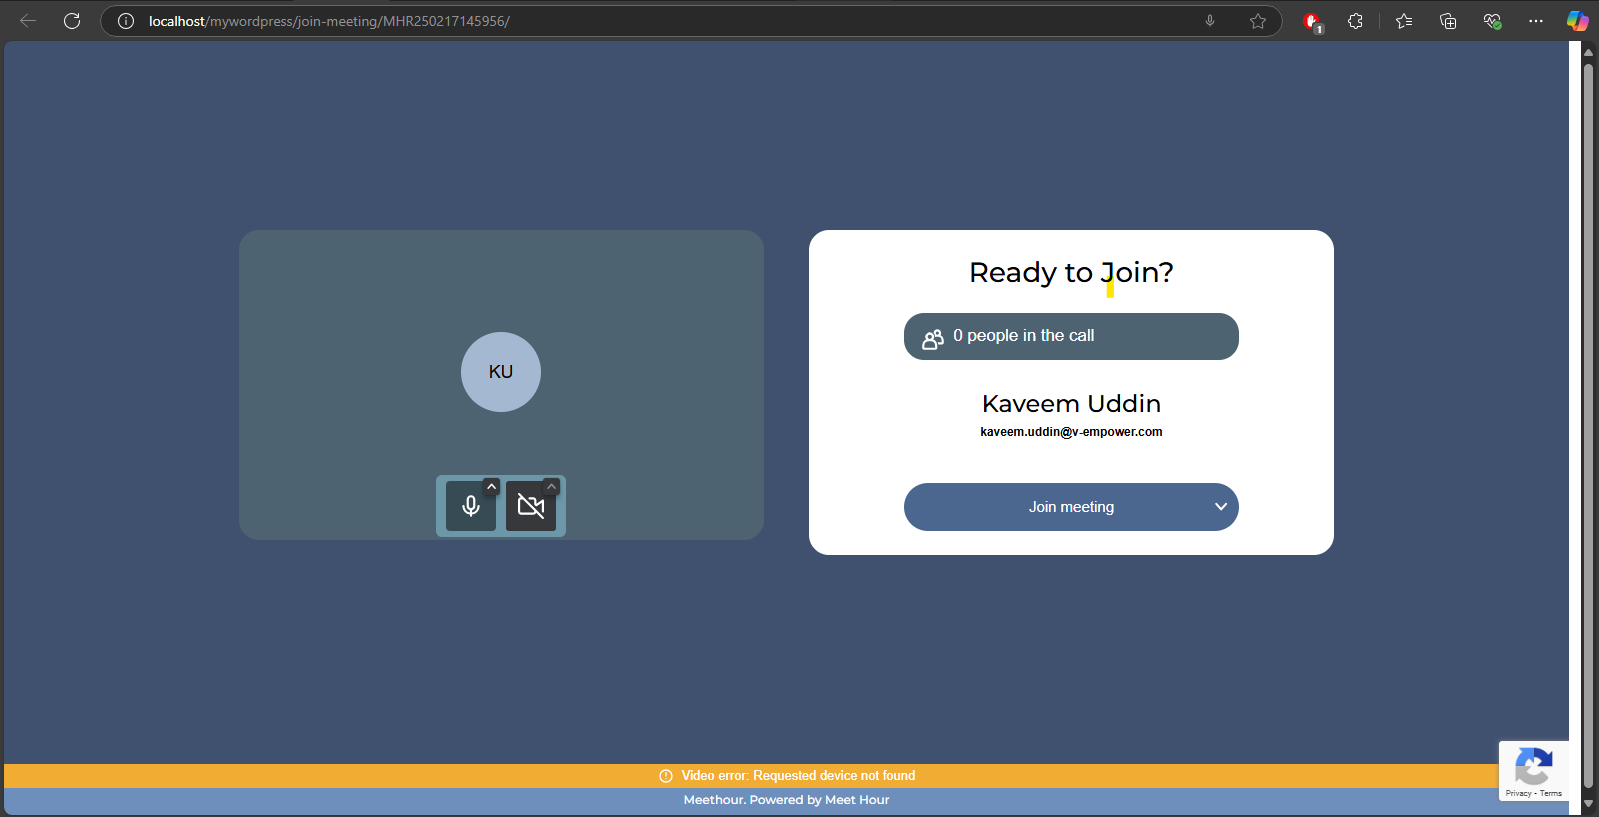 localhost/mywordpress/join-meeting/MHR250217145956/
1
Ready to Join?
0 people in the call
KU
Kaveem Uddin
kaveem.uddin@v-empower.com
Join meeting
Video error: Requested device not found
Meethour. Powered by Meet Hour
Privacy - Terms